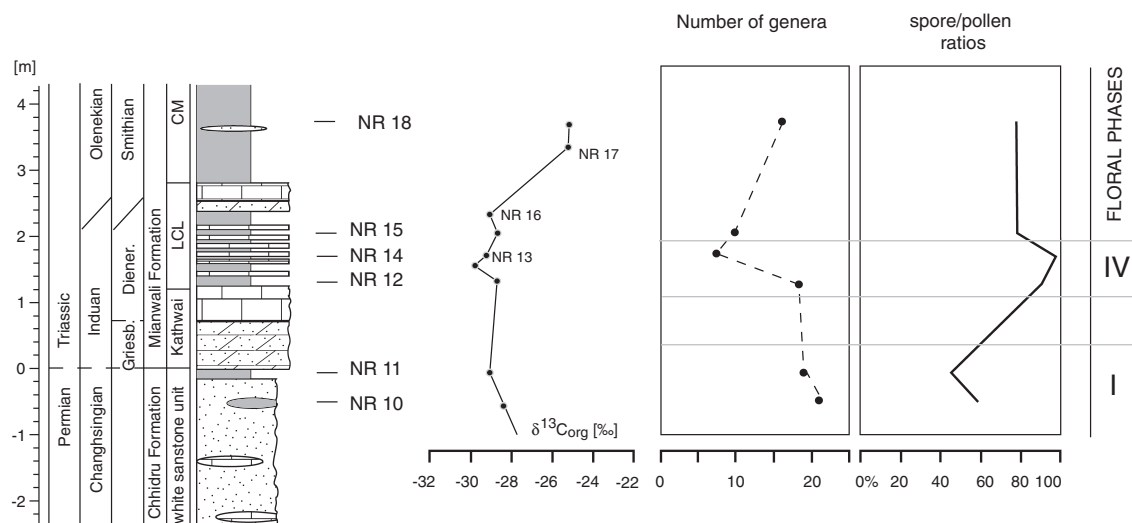 Number of genera
spore/pollen
ratios
[m]
4
3
2
1
0
-1
-2
Triassic
Permian
Olenekian
Induan
Changhsingian
Smithian
Diener.
Griesb.
Mianwali Formation
Chhidru Formation
CM
LCL
Kathwai
white sanstone unit
NR 18
NR 15
NR 14
NR 12
NR 11
NR 10
NR 17
NR 16
NR 13
δ13Corg [‰]
-32 -30 -28 -26 -24 -22
0 10 20
0% 20 40 60 80 100
FLORAL PHASES
IV
I